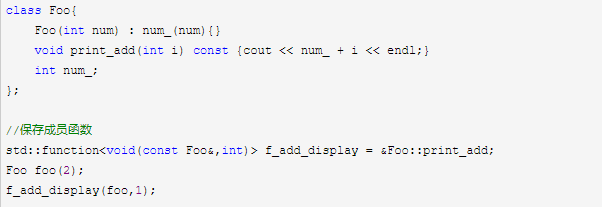 class Foo{
    Foo(int num) : num_(num){}
    void print_add(int i) const {cout << num_ + i << endl;}
    int num_;
};
//保存成员函数
std::function<void(const Foo&,int)> f_add_display = &Foo::print_add;
Foo foo(2);
f_add_display(foo,1);